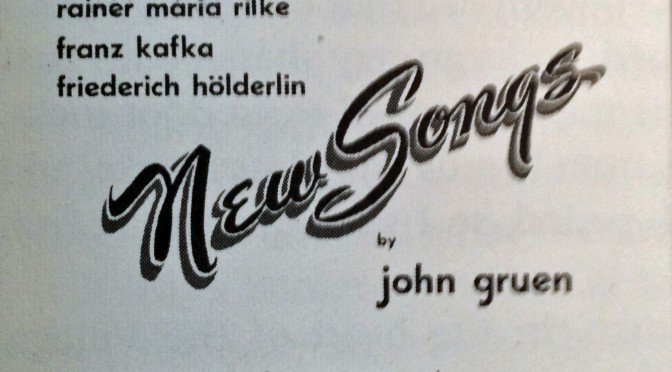 rainer maria rilke
franz kafka
friederich hölderlin
New Songs
by
john gruen